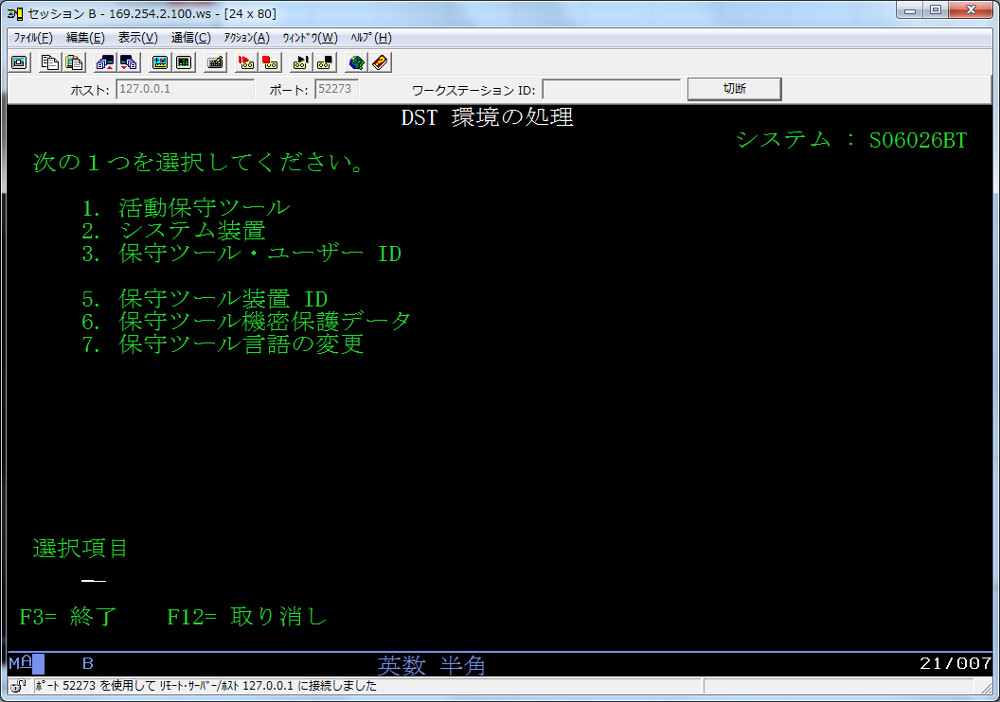 セッション B - 169.254.2.100.ws - [24 x 80]
ﾌｧｲﾙ(F) 編集(E) 表示(V) 通信(C) ｱｸｼｮﾝ(A) ｳｨﾝﾄﾞｳ(W) ﾍﾙﾌﾟ(H)
ホスト: 127.0.0.1 ポート: 52273 ワークステーション ID: 切断
DST 環境の処理
システム : S06026BT
次の１つを選択してください。
1. 活動保守ツール
2. システム装置
3. 保守ツール・ユーザー ID
5. 保守ツール装置 ID
6. 保守ツール機密保護データ
7. 保守ツール言語の変更
選択項目
F3= 終了 F12= 取り消し
MA B 英数 半角 21/007
ﾎﾟｰﾄ 52273 を使用して ﾘﾓｰﾄ･ｻｰﾊﾞｰ/ﾎｽﾄ 127.0.0.1 に接続しました